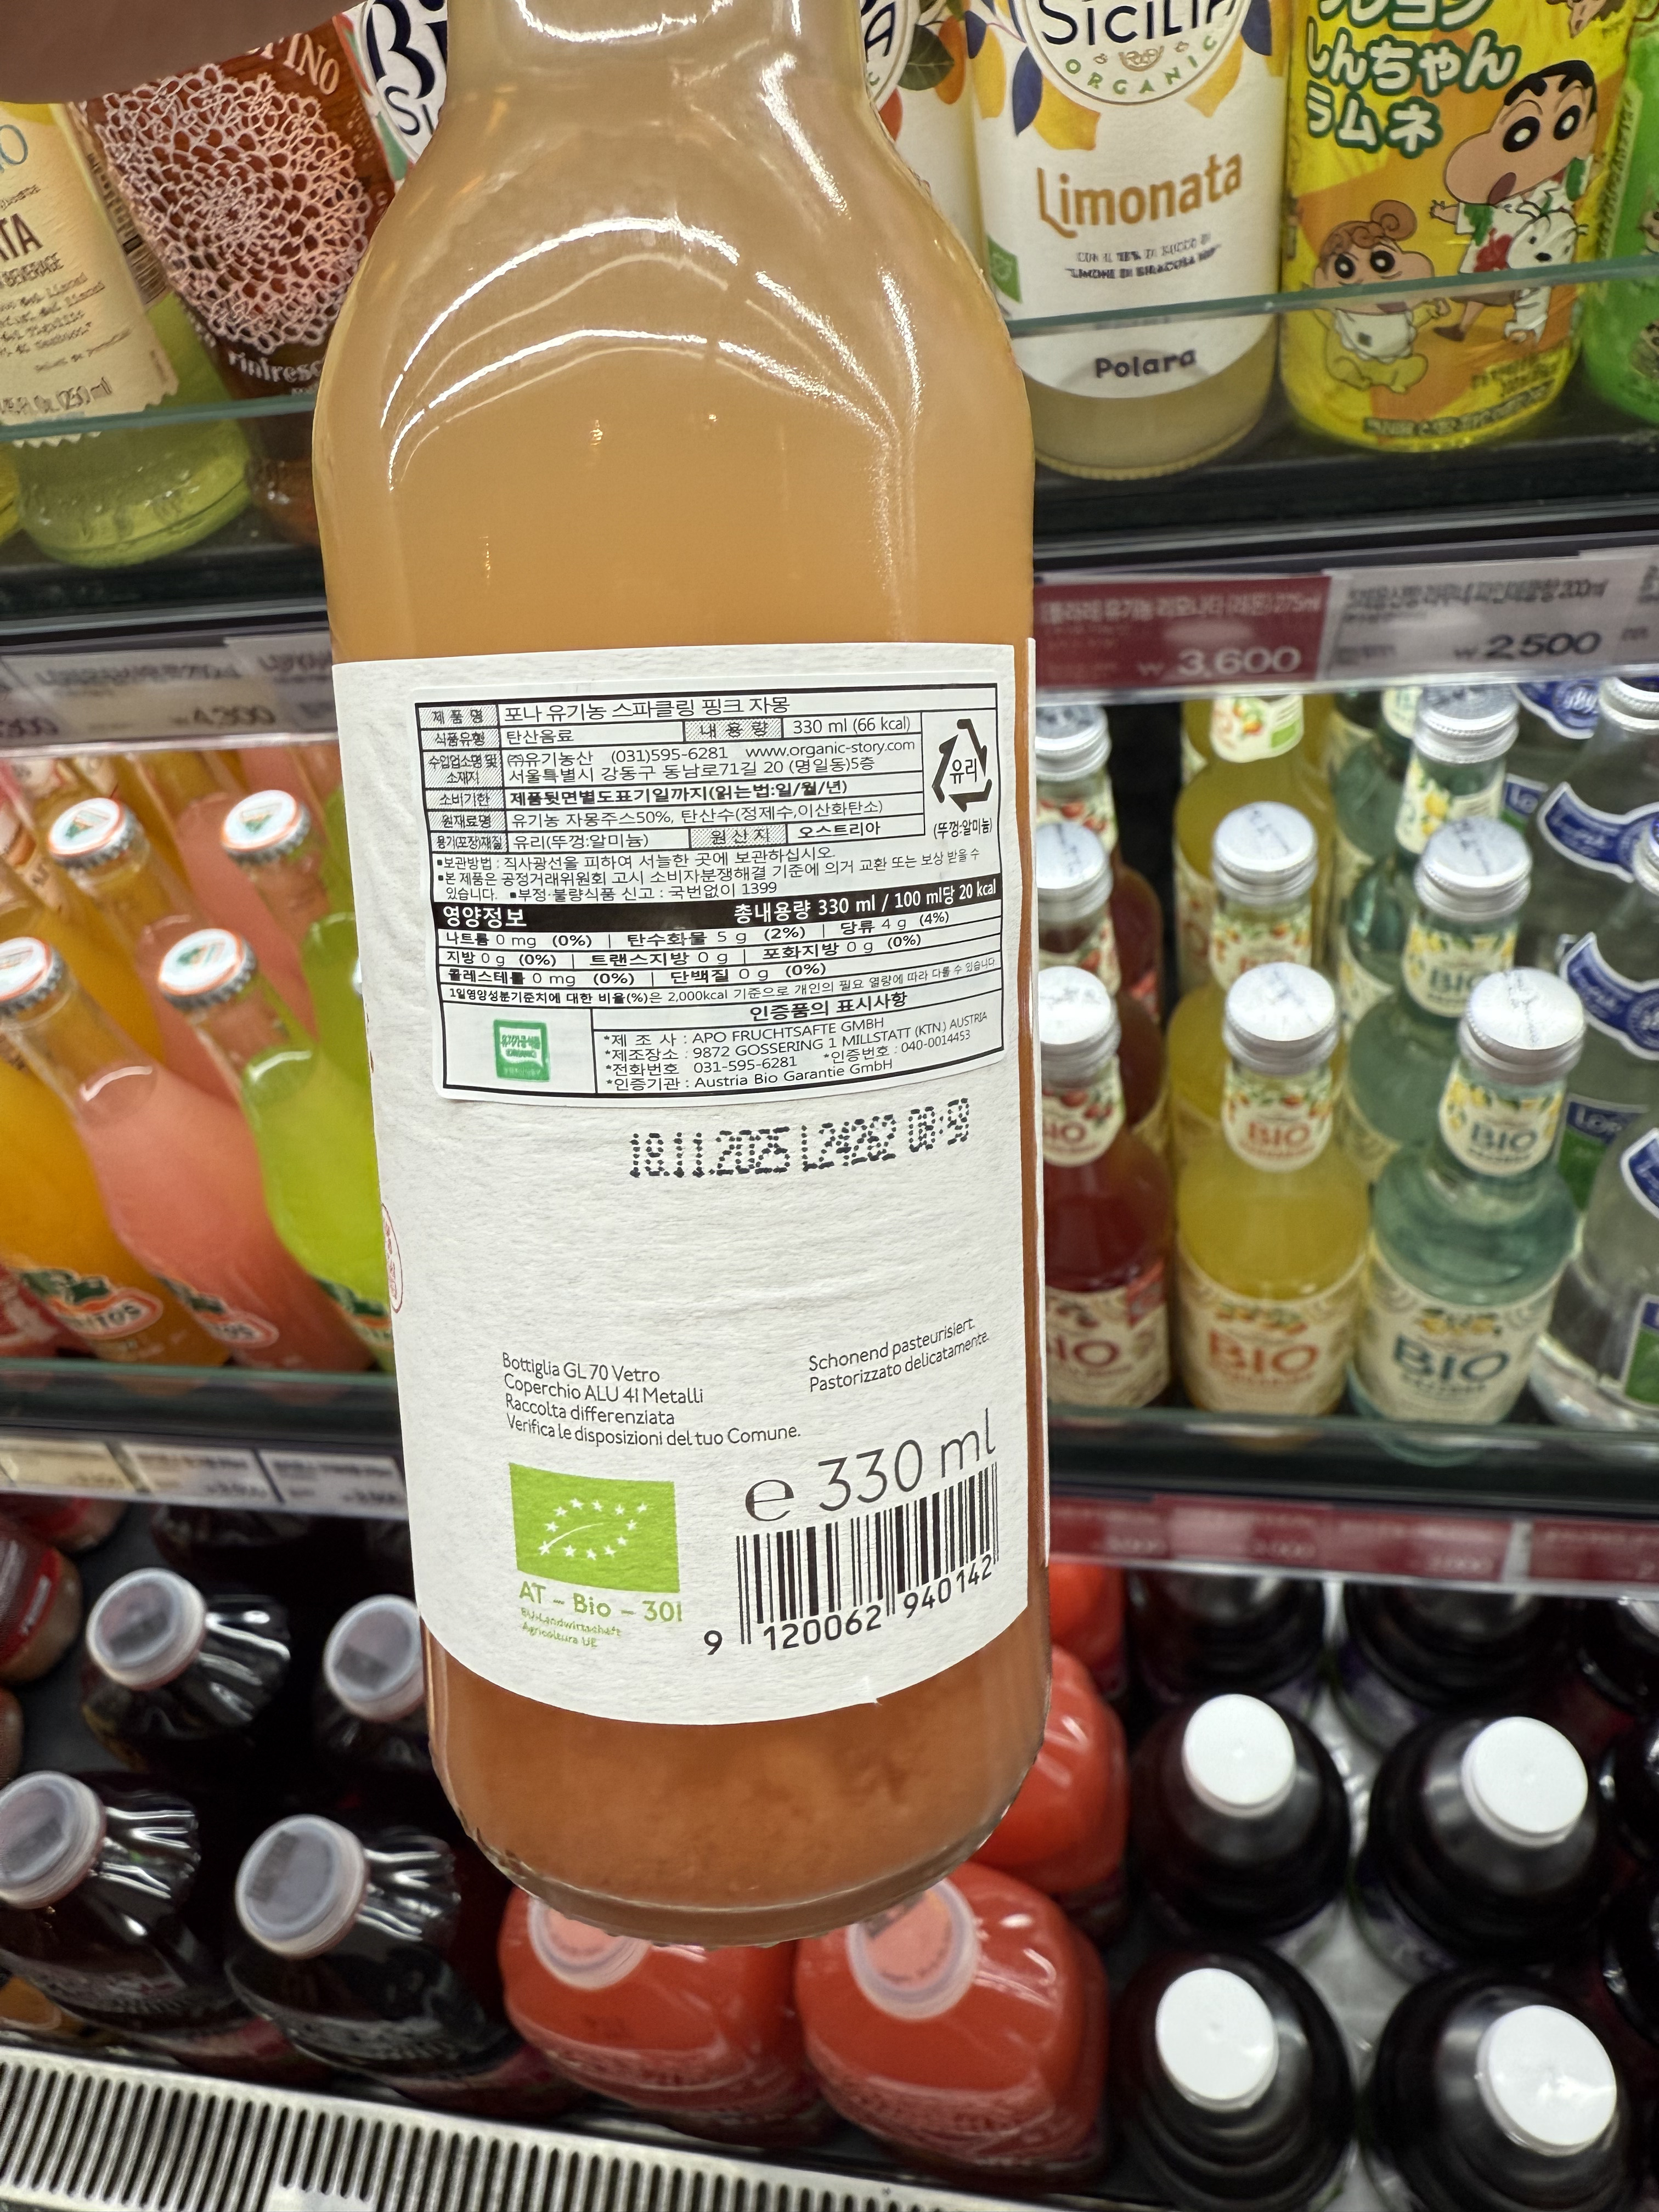 SICILIA
ORGANIC
Limonata
Polara
しんちゃん
ラムネ
₩3,600
₩2,500
4,300
제품명 포나 유기농 스파클링 핑크 자몽
식품유형 탄산음료 내용량 330 ml (66 kcal)
수입업소명 및 소재지 ㈜유기농산 (031)595-6281 www.organic-story.com
서울특별시 강동구 동남로71길 20 (명일동)5층
소비기한 제품뒷면별도표기일까지(읽는법:일/월/년)
원재료명 유기농 자몽주스50%, 탄산수(정제수,이산화탄소)
용기(포장)재질 유리(뚜껑:알미늄) 원산지 오스트리아
유리
(뚜껑:알미늄)
▪보관방법 : 직사광선을 피하여 서늘한 곳에 보관하십시오.
▪본 제품은 공정거래위원회 고시 소비자분쟁해결 기준에 의거 교환 또는 보상 받을 수
있습니다. ▪부정·불량식품 신고 : 국번없이 1399
영양정보 총내용량 330 ml / 100 ml당 20 kcal
나트륨 0 mg (0%) | 탄수화물 5 g (2%) | 당류 4 g (4%)
지방 0 g (0%) | 트랜스지방 0 g | 포화지방 0 g (0%)
콜레스테롤 0 mg (0%) | 단백질 0 g (0%)
1일영양성분기준치에 대한 비율(%)은 2,000kcal 기준으로 개인의 필요 열량에 따라 다를 수 있습니다
인증품의 표시사항
*제 조 사 : APO FRUCHTSAFTE GMBH
*제조장소 : 9872 GOSSERING 1 MILLSTATT (KTN) AUSTRIA
*전화번호 031-595-6281 *인증번호 : 040-0014453
*인증기관 : Austria Bio Garantie GmbH
18.11.2025 L24282 08:59
Bottiglia GL 70 Vetro
Coperchio ALU 41 Metalli
Raccolta differenziata
Verifica le disposizioni del tuo Comune.
Schonend pasteurisiert.
Pastorizzato delicatamente.
e 330 ml
AT – Bio – 301
EU-Landwirtschaft
Agricoltura UE
9 120062 940142
BIO
BIO
BIO
BIO
BIO